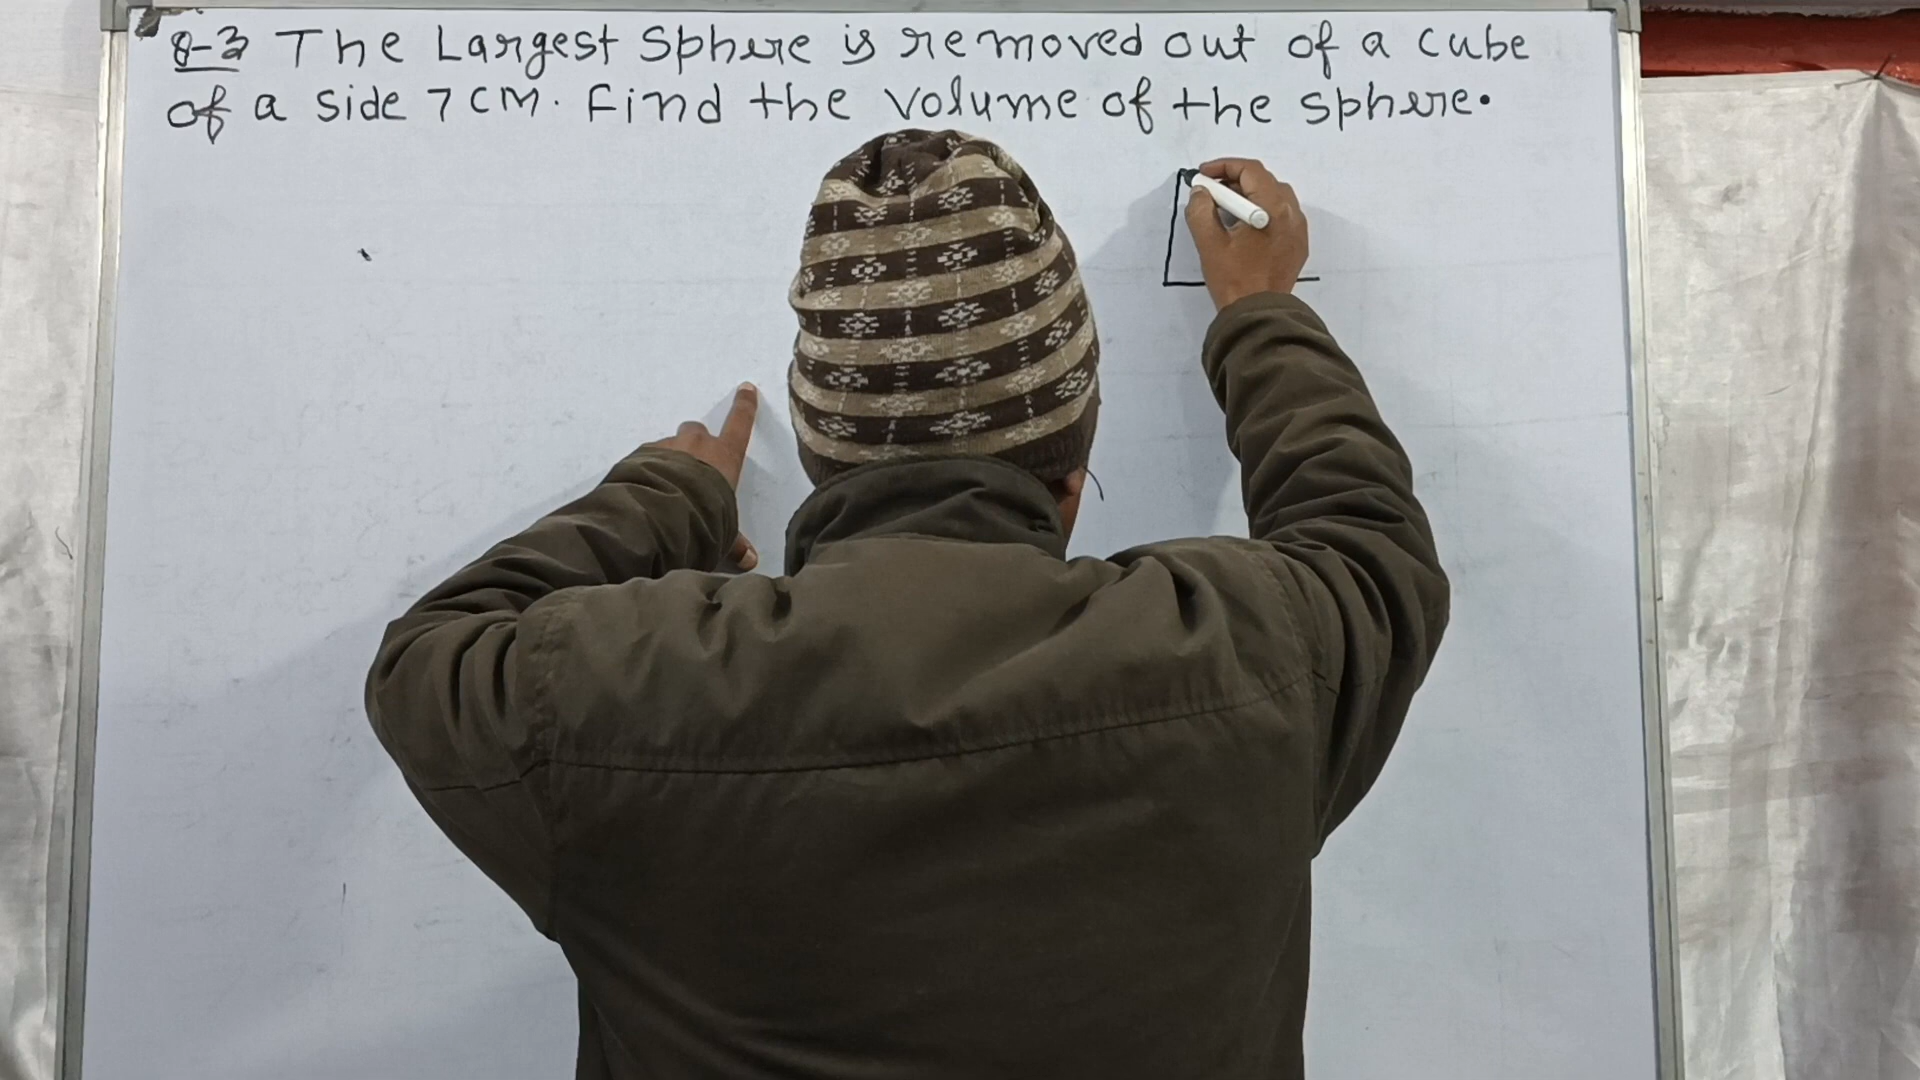 Q-3 The Largest Sphere is removed out of a cube
of a side 7 CM. Find the volume of the sphere.